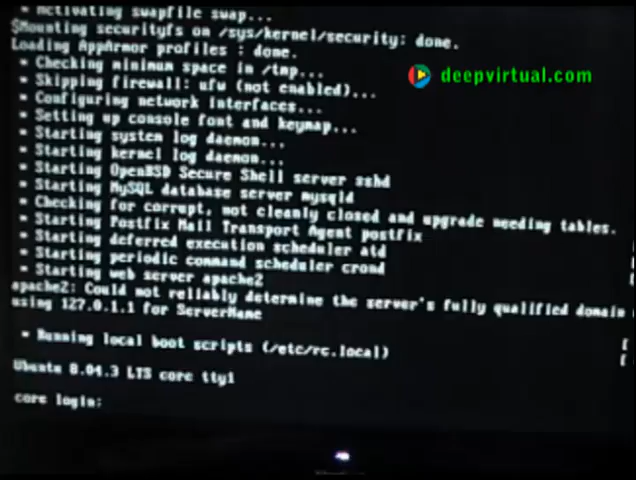 * Activating swapfile swap...
$Mounting securityfs on /sys/kernel/security: done.
Loading AppArmor profiles : done.
* Checking minimum space in /tmp...
* Skipping firewall: ufw (not enabled)...
* Configuring network interfaces...
* Setting up console font and keymap...
* Starting system log daemon...
* Starting kernel log daemon...
* Starting OpenBSD Secure Shell server sshd
* Starting MySQL database server mysqld
* Checking for corrupt, not cleanly closed and upgrade needing tables.
* Starting Postfix Mail Transport Agent postfix
* Starting deferred execution scheduler atd
* Starting periodic command scheduler crond
* Starting web server apache2
apache2: Could not reliably determine the server's fully qualified domain
using 127.0.1.1 for ServerName
* Running local boot scripts (/etc/rc.local)
[
[
Ubuntu 8.04.3 LTS core tty1
core login:
deepvirtual.com